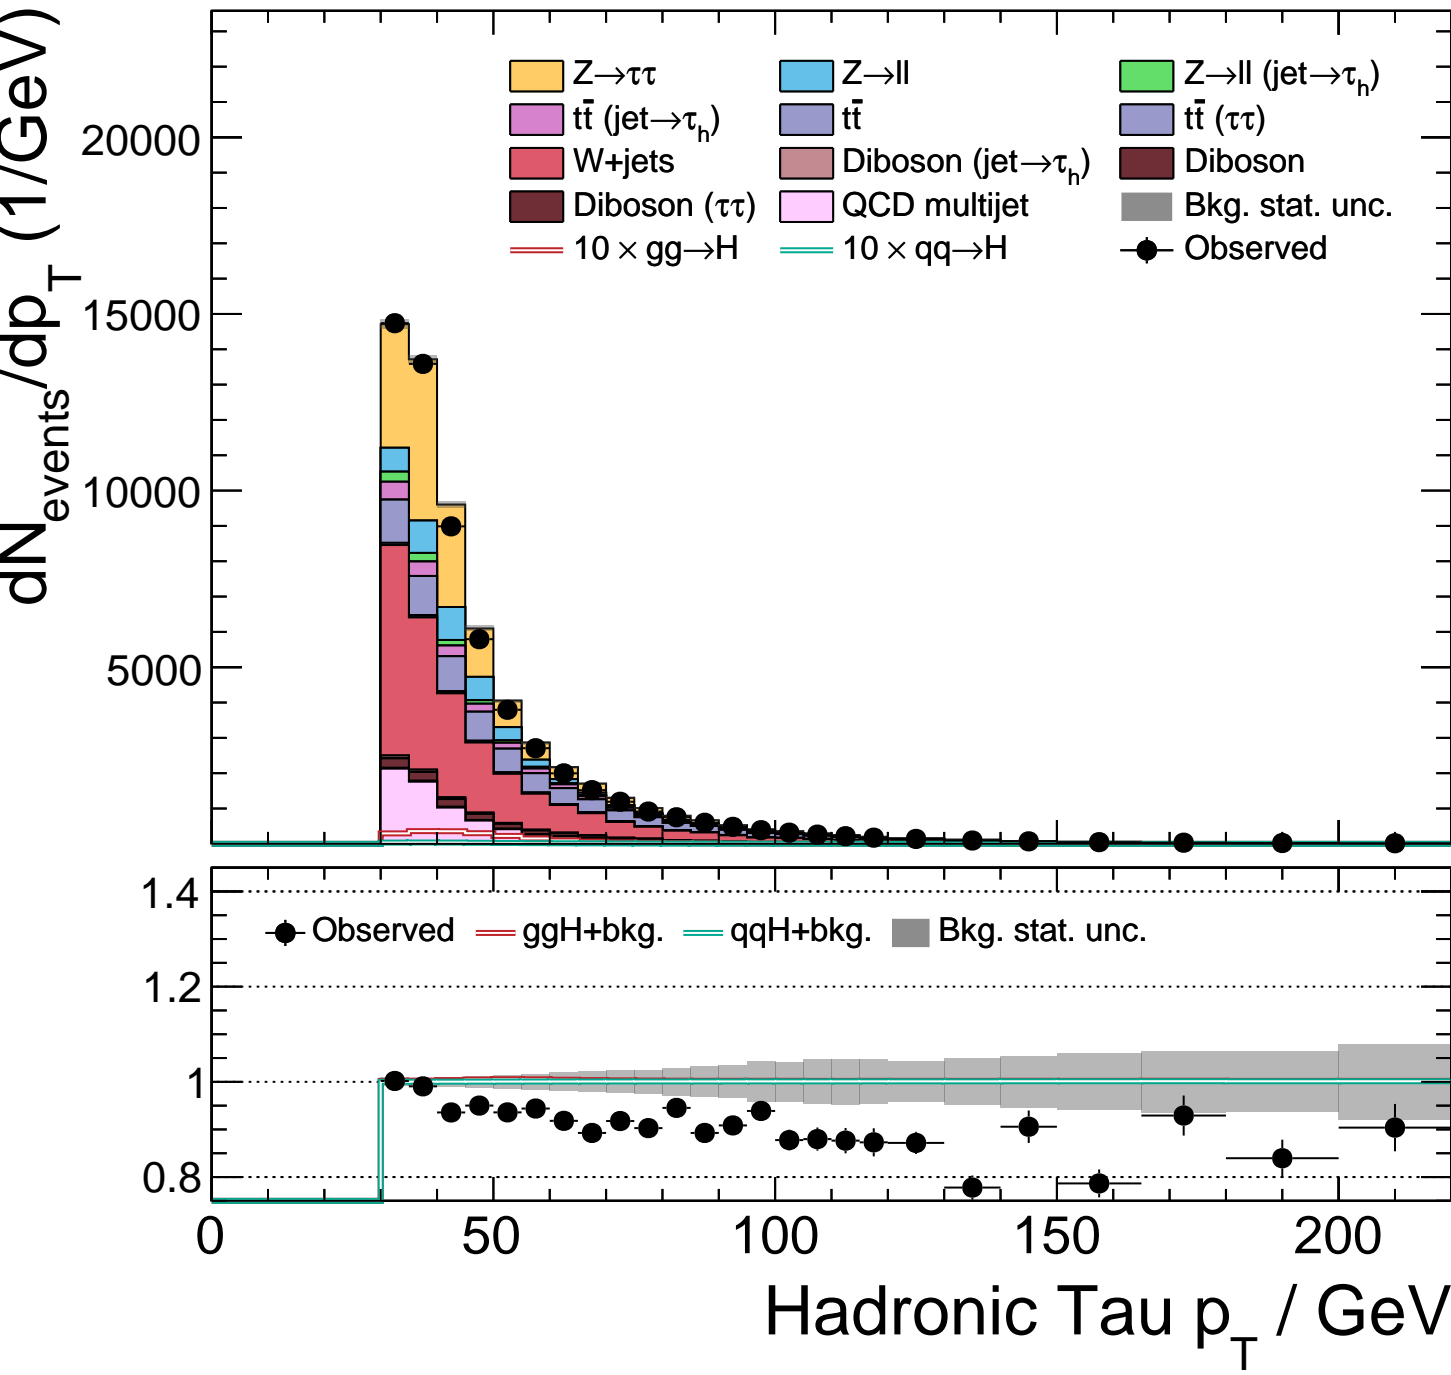 dN_events/dp_T (1/GeV)
Z→ττ Z→ll Z→ll (jet→τ_h)
tt̄ (jet→τ_h) tt̄ tt̄ (ττ)
W+jets Diboson (jet→τ_h) Diboson
Diboson (ττ) QCD multijet Bkg. stat. unc.
10 × gg→H 10 × qq→H Observed
20000
15000
10000
5000
1.4
Observed ggH+bkg. qqH+bkg. Bkg. stat. unc.
1.2
1
0.8
0 50 100 150 200
Hadronic Tau p_T / GeV